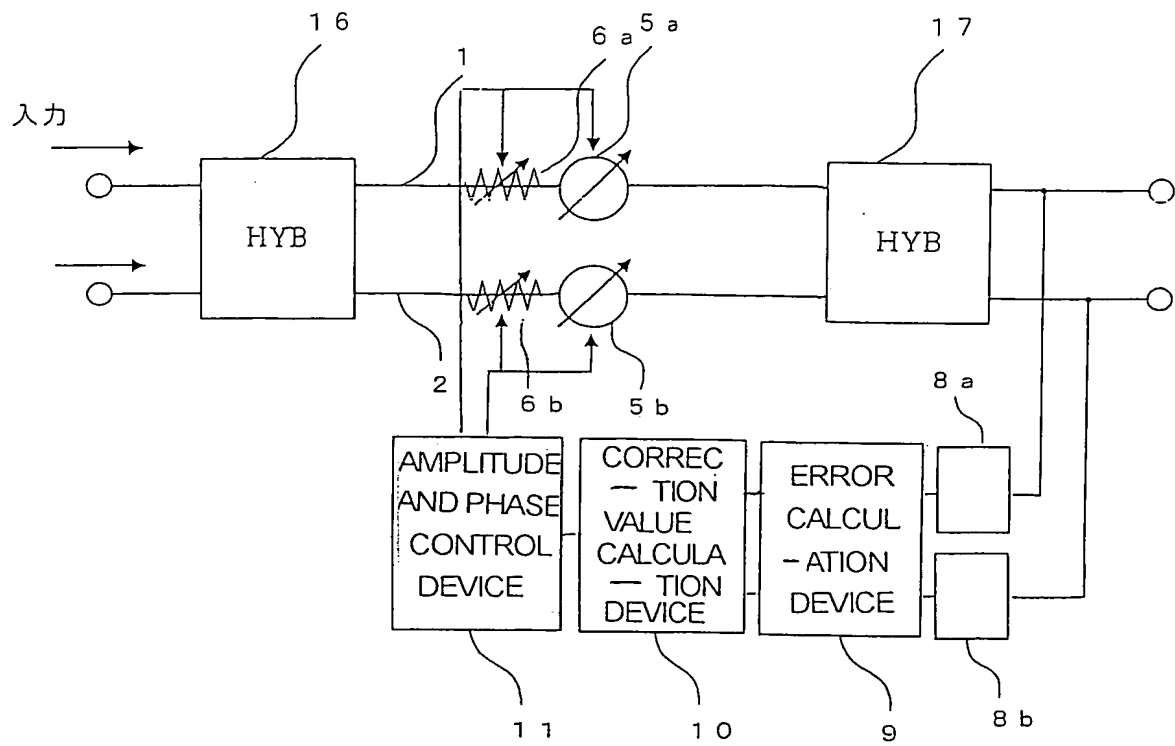 16
1
6a
5a
17
入力
HYB
HYB
2
6b
5b
8a
AMPLITUDE
AND PHASE
CONTROL
DEVICE
CORREC
- TION
VALUE
CALCULA
- TION
DEVICE
ERROR
CALCUL
-ATION
DEVICE
11
10
9
8b